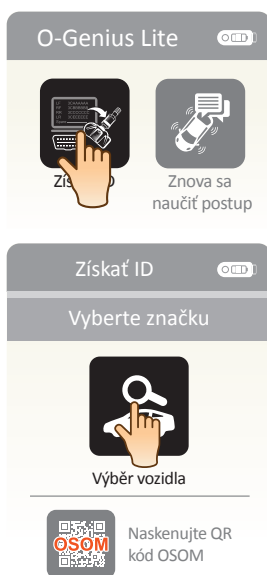 O-Genius Lite
Znova sa
naučiť postup
Získať ID
Vyberte značku
Výběr vozidla
OSOM
Naskenujte QR
kód OSOM